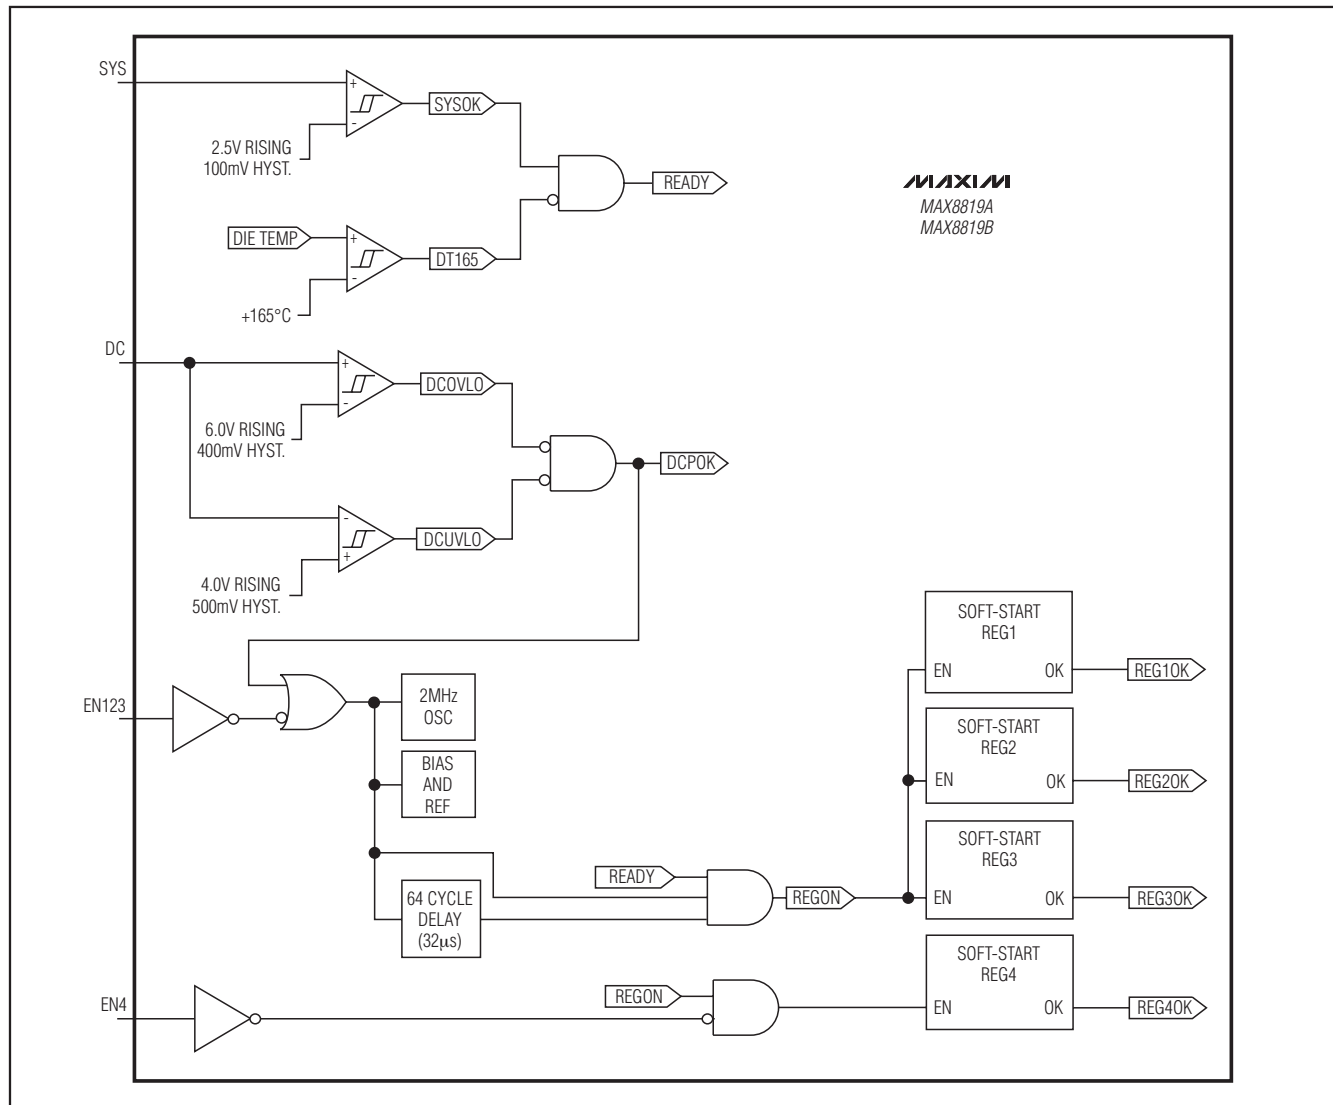 SYS
+
-
SYSOK
2.5V RISING
100mV HYST.
READY
MAXIM
MAX8819A
MAX8819B
DIE TEMP
+
-
DT165
+165°C
DC
+
-
DCOVLO
6.0V RISING
400mV HYST.
DCPOK
-
+
DCUVLO
4.0V RISING
500mV HYST.
SOFT-START
REG1
EN
OK
REG1OK
EN123
2MHz
OSC
SOFT-START
REG2
EN
OK
REG2OK
BIAS
AND
REF
SOFT-START
REG3
EN
OK
REG3OK
READY
REGON
64 CYCLE
DELAY
(32µs)
SOFT-START
REG4
EN
OK
REG4OK
REGON
EN4